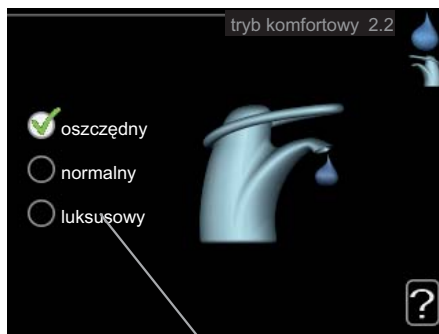 tryb komfortowy 2.2
oszczędny
normalny
luksusowy
?